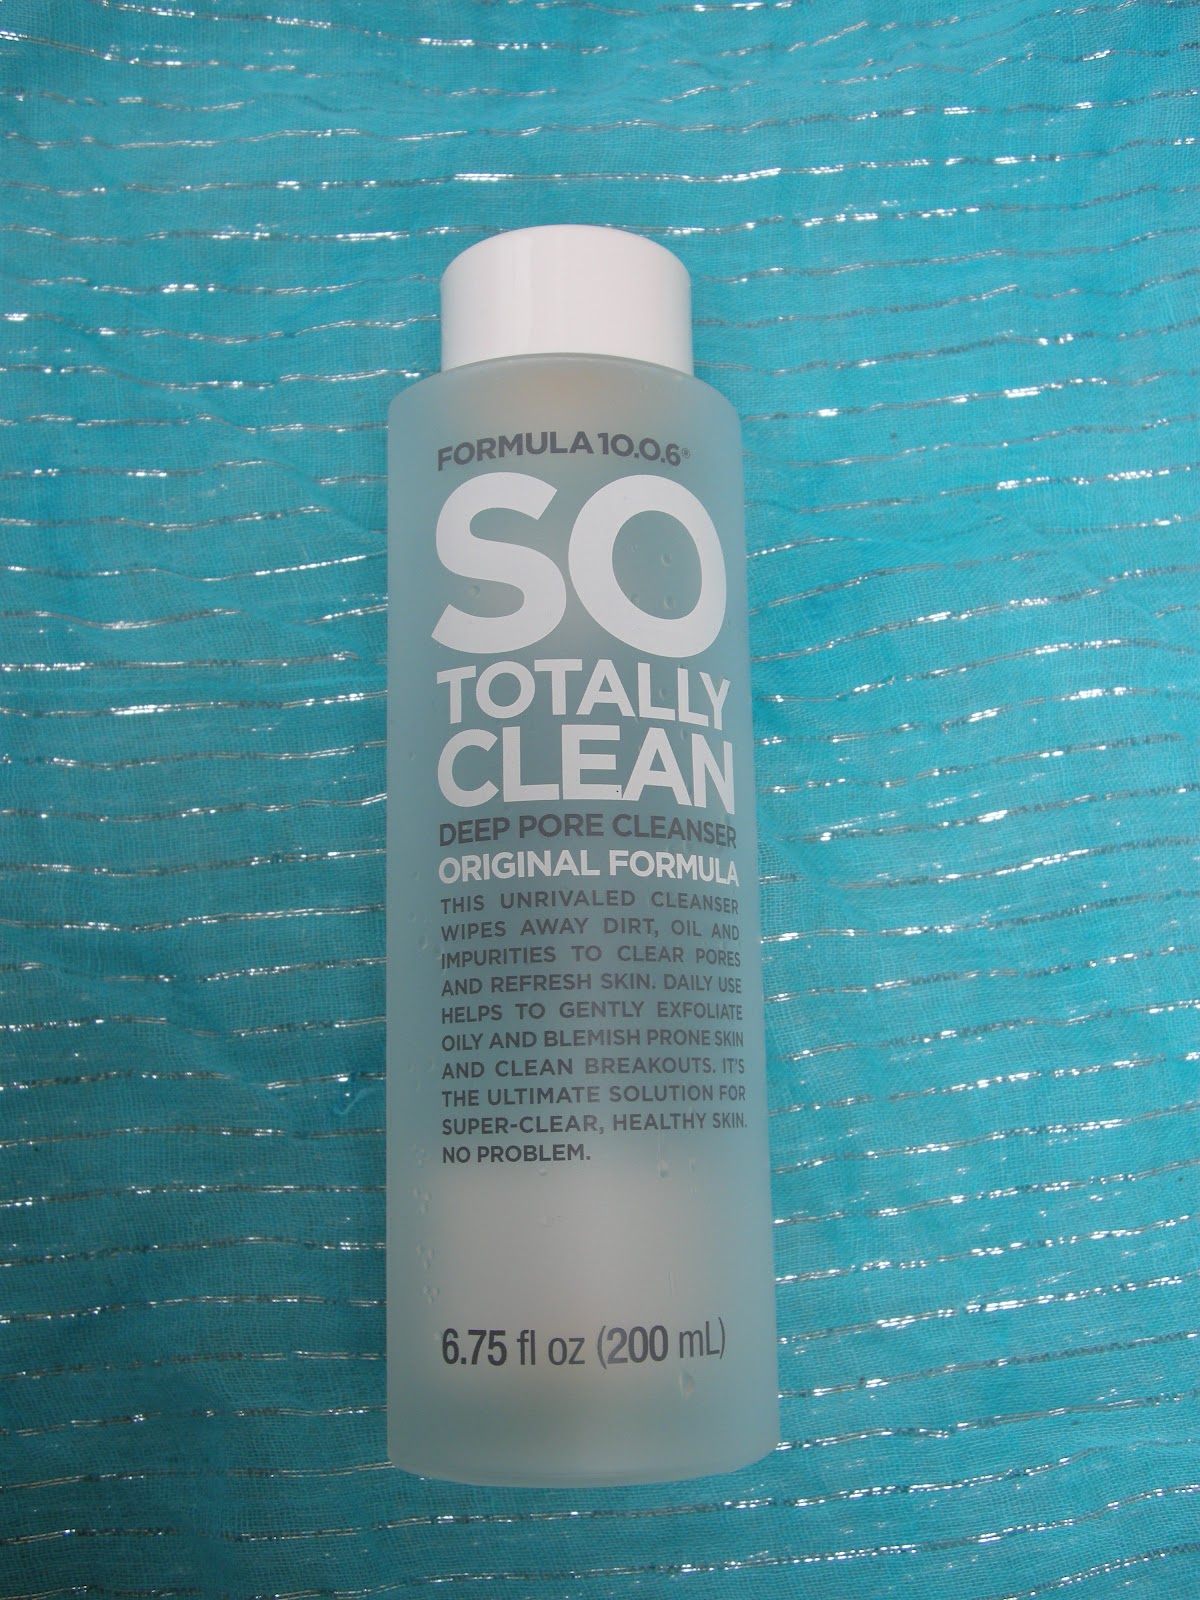 FORMULA 10.0.6®
SO
TOTALLY
CLEAN
DEEP PORE CLEANSER
ORIGINAL FORMULA
THIS UNRIVALED CLEANSER
WIPES AWAY DIRT, OIL AND
IMPURITIES TO CLEAR PORES
AND REFRESH SKIN. DAILY USE
HELPS TO GENTLY EXFOLIATE
OILY AND BLEMISH PRONE SKIN
AND CLEAN BREAKOUTS. IT'S
THE ULTIMATE SOLUTION FOR
SUPER-CLEAR, HEALTHY SKIN.
NO PROBLEM.
6.75 fl oz (200 mL)